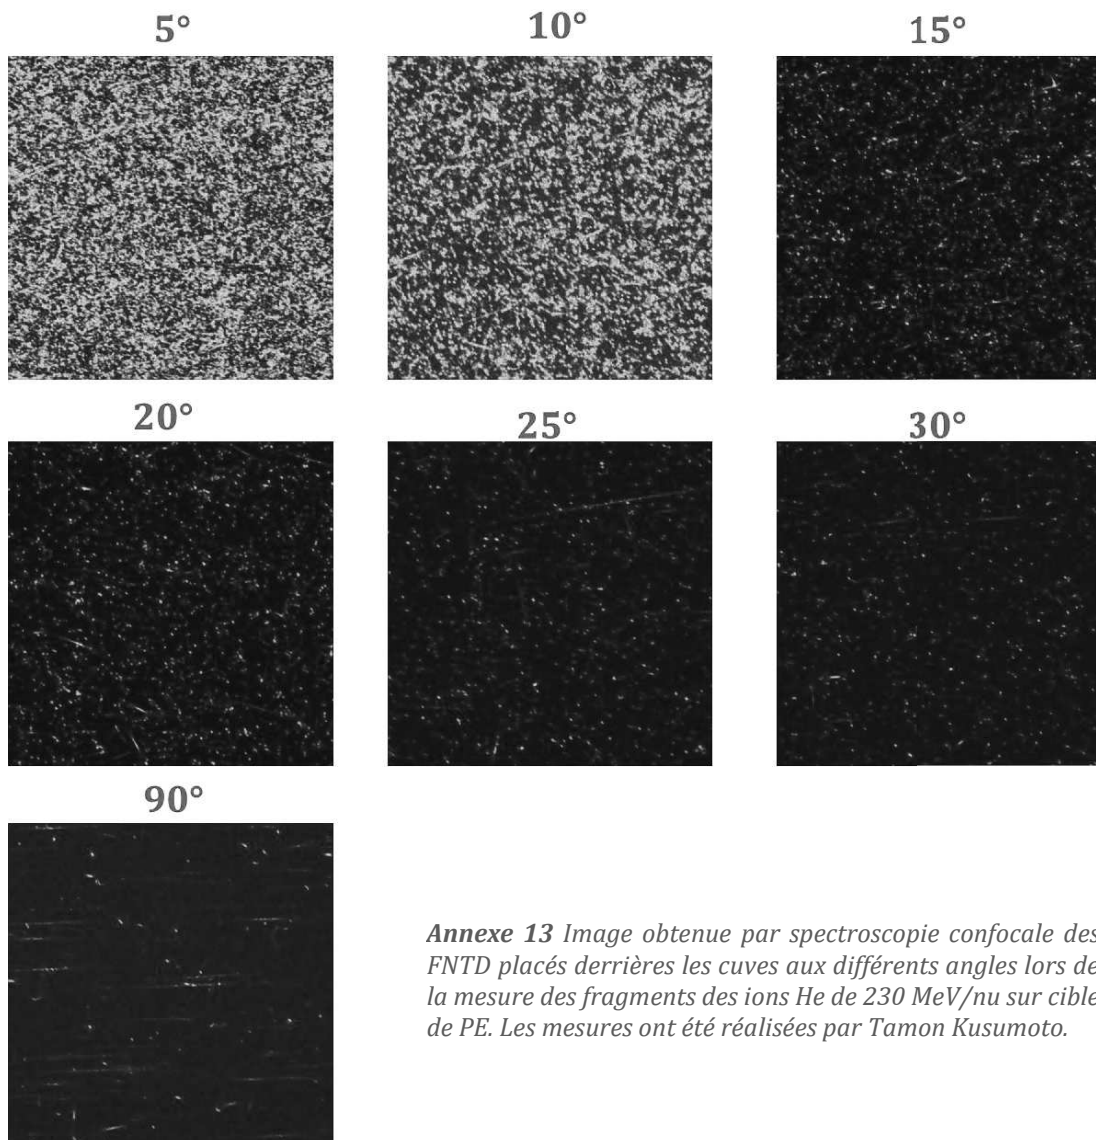 5°
10°
15°
20°
25°
30°
90°
Annexe 13 Image obtenue par spectroscopie confocale des
FNTD placés derrières les cuves aux différents angles lors de
la mesure des fragments des ions He de 230 MeV/nu sur cible
de PE. Les mesures ont été réalisées par Tamon Kusumoto.